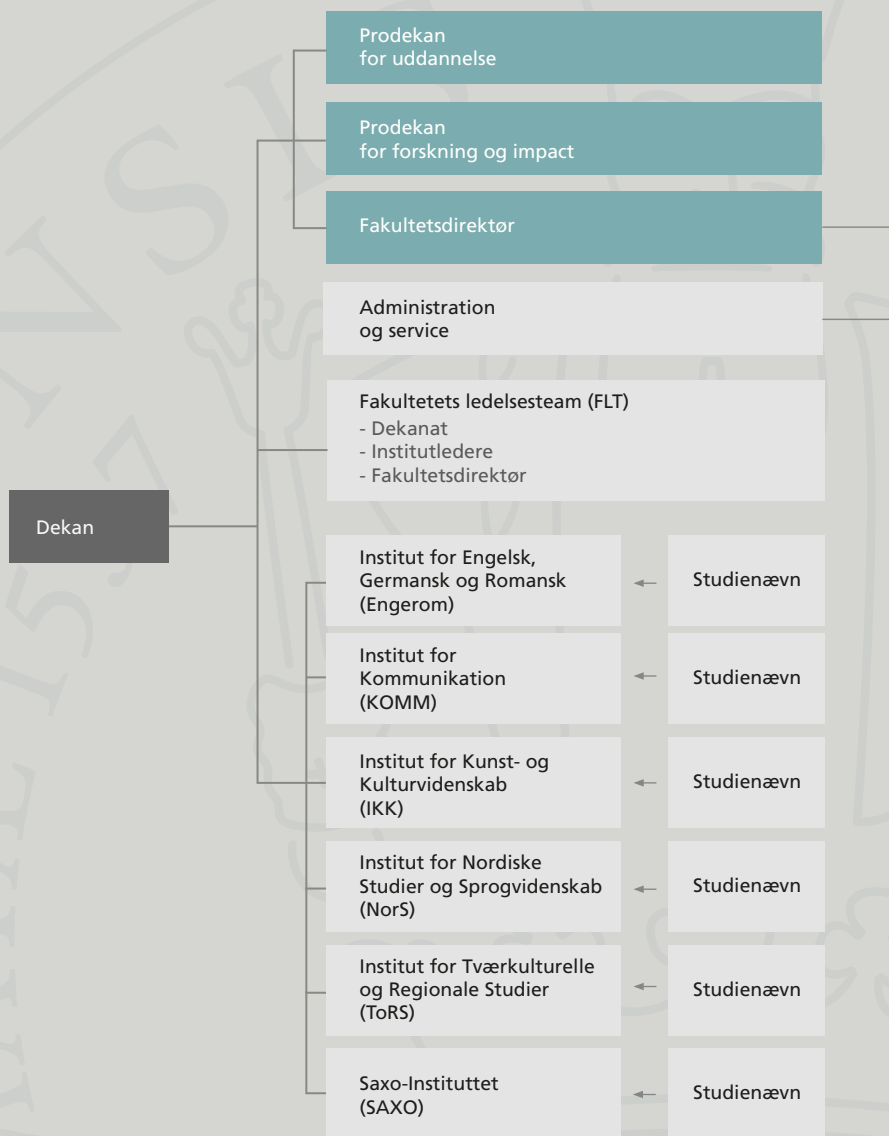 Prodekan
for uddannelse
Prodekan
for forskning og impact
Fakultetsdirektør
Administration
og service
Fakultetets ledelsesteam (FLT)
- Dekanat
- Institutledere
- Fakultetsdirektør
Dekan
Institut for Engelsk,
Germansk og Romansk
(Engerom)
Studienævn
Institut for
Kommunikation
(KOMM)
Studienævn
Institut for Kunst- og
Kulturvidenskab
(IKK)
Studienævn
Institut for Nordiske
Studier og Sprogvidenskab
(NorS)
Studienævn
Institut for Tværkulturelle
og Regionale Studier
(ToRS)
Studienævn
Saxo-Instituttet
(SAXO)
Studienævn